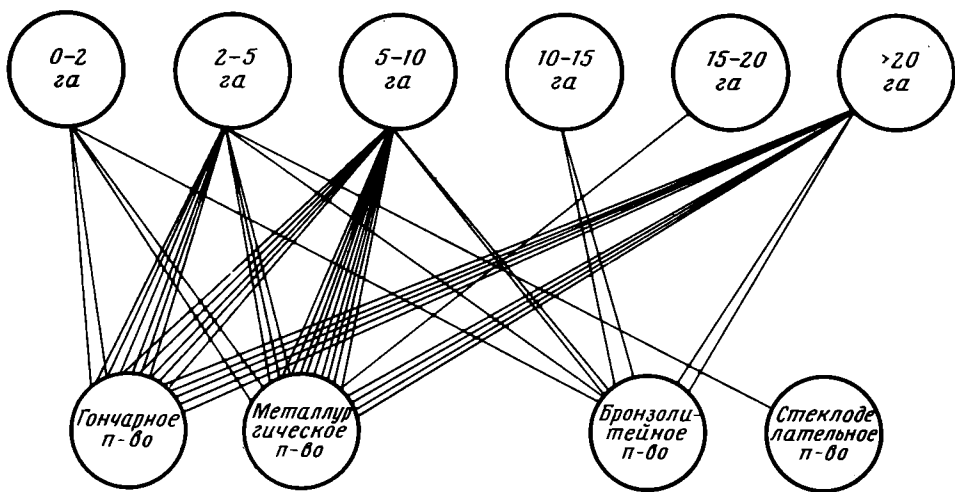 0-2
га
2-5
га
5-10
га
10-15
га
15-20
га
>20
га
Гончарное
п-во
Металлур
гическое
п-во
Бронзоли-
тейное
п-во
Стеклоде
лательное
п-во